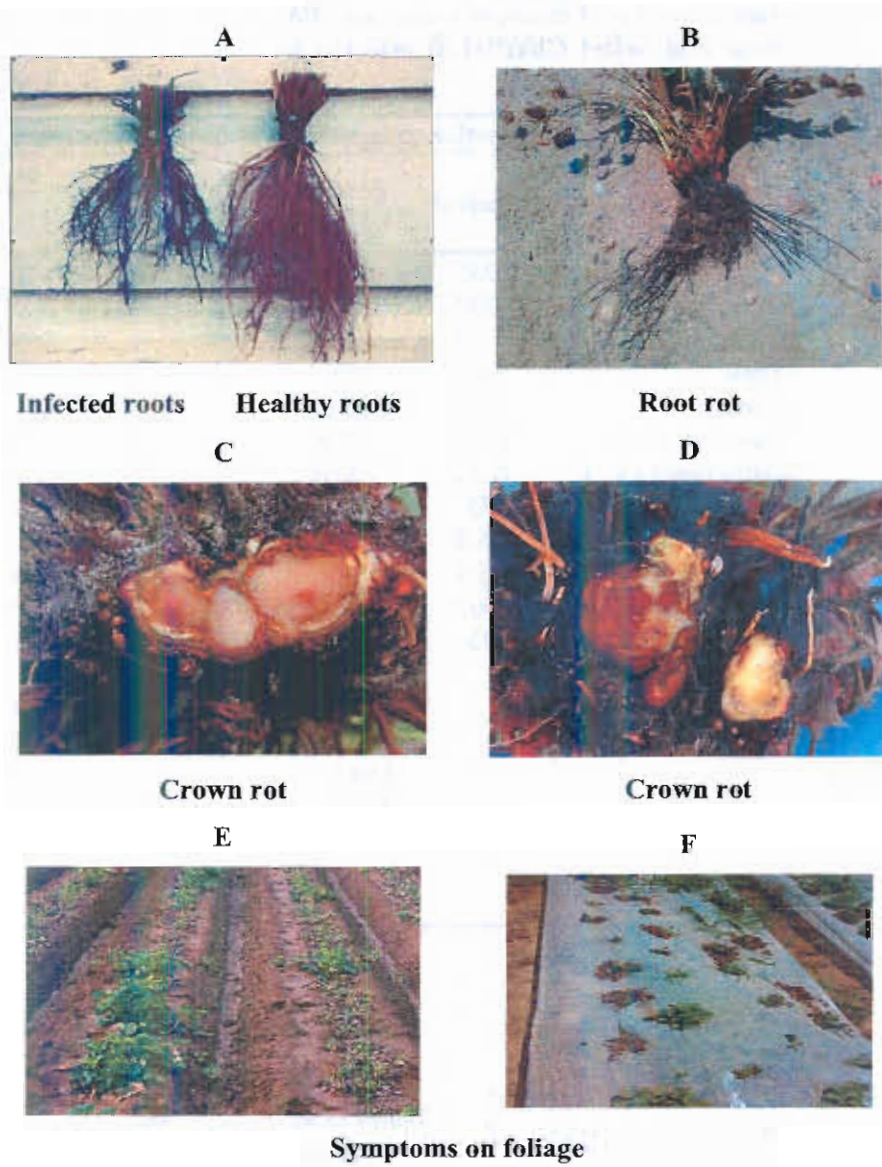 A B
Infected roots Healthy roots Root rot
C D
Crown rot Crown rot
E F
Symptoms on foliage